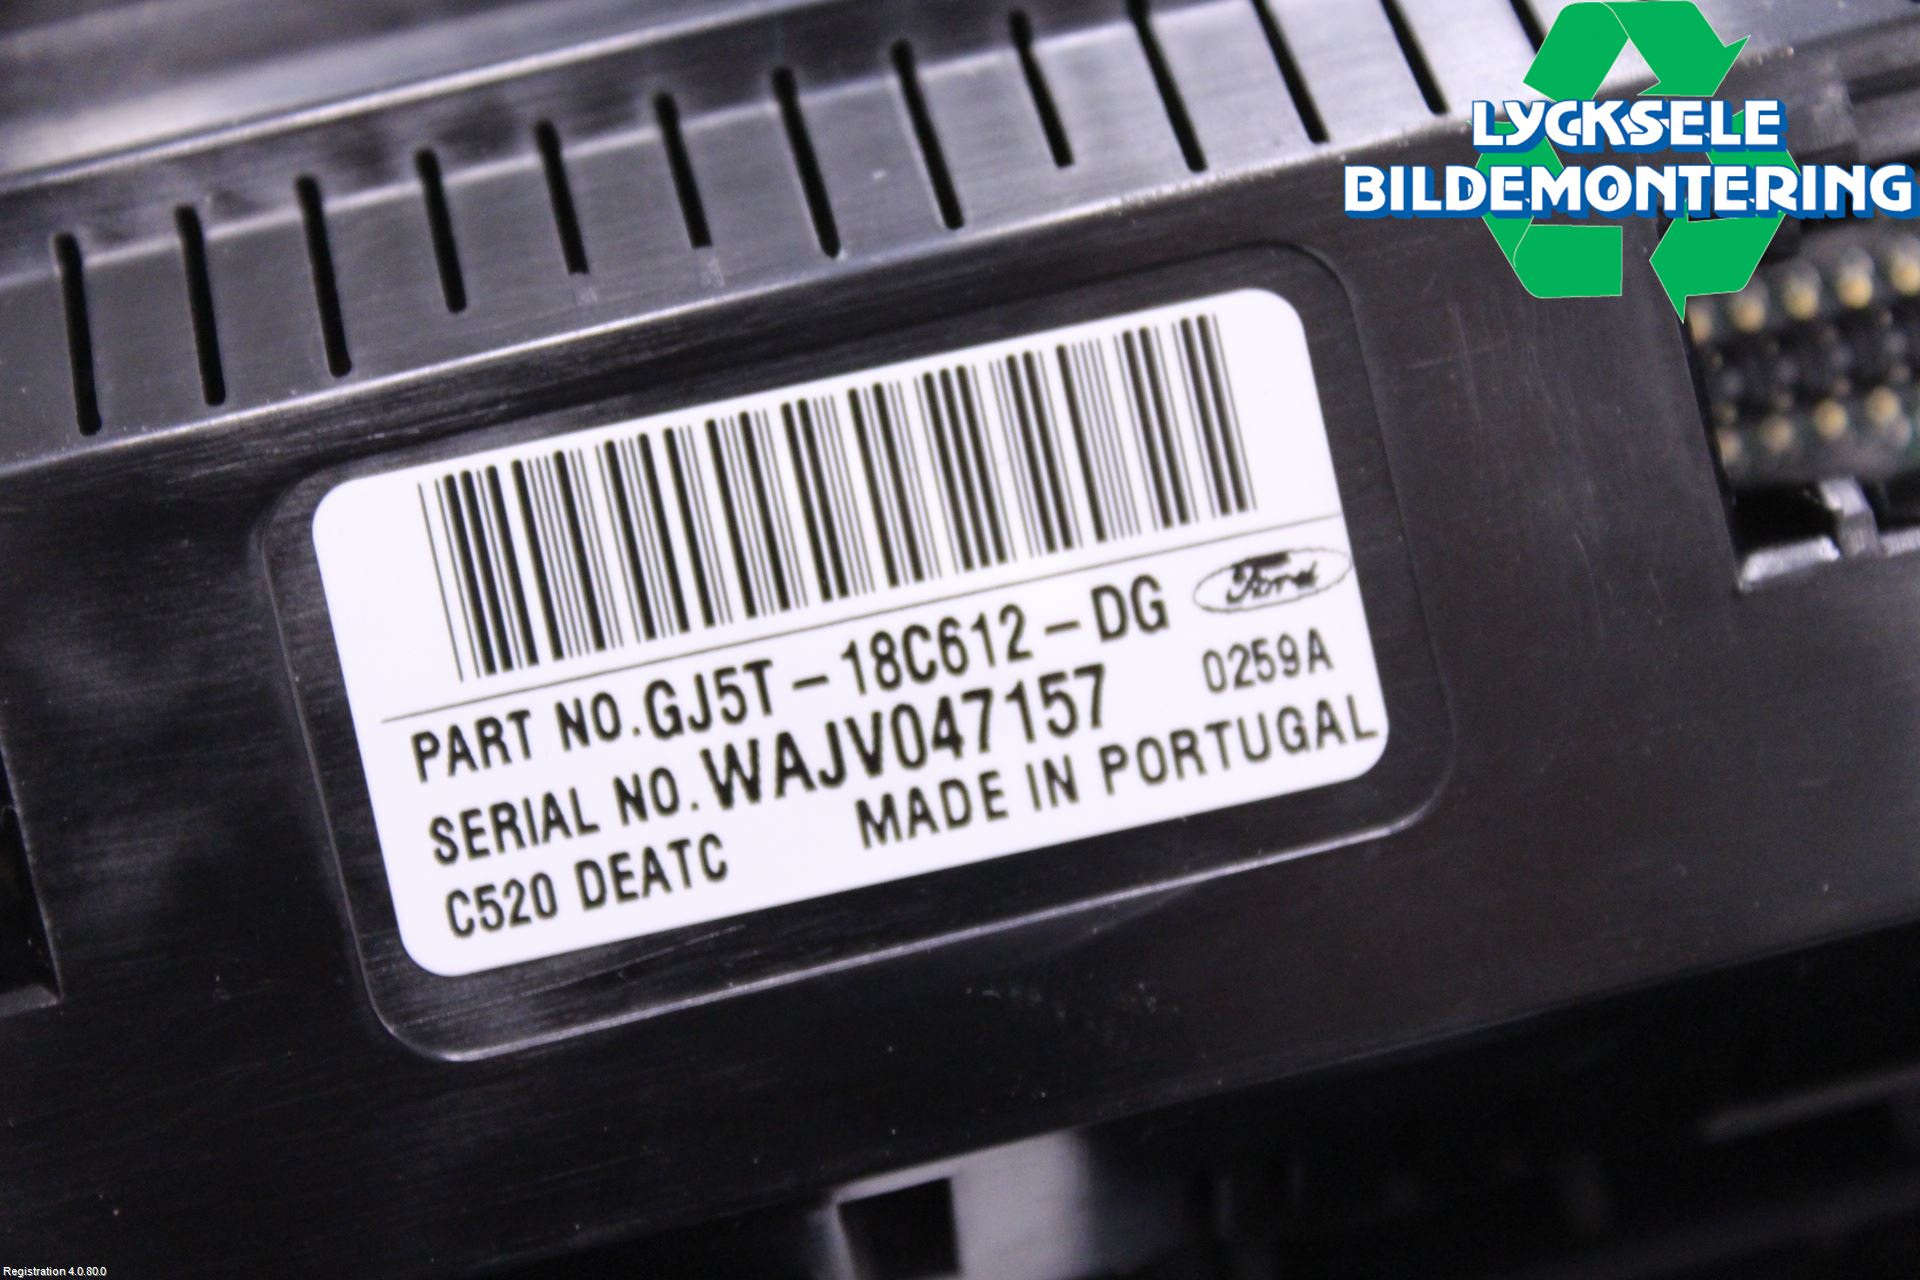 LYCKSELE
BILDEMONTERING
Ford
PART NO.GJ5T-18C612-DG
SERIAL NO.WAJV047157 0259A
C520 DEATC MADE IN PORTUGAL
Registration 4.0.80.0